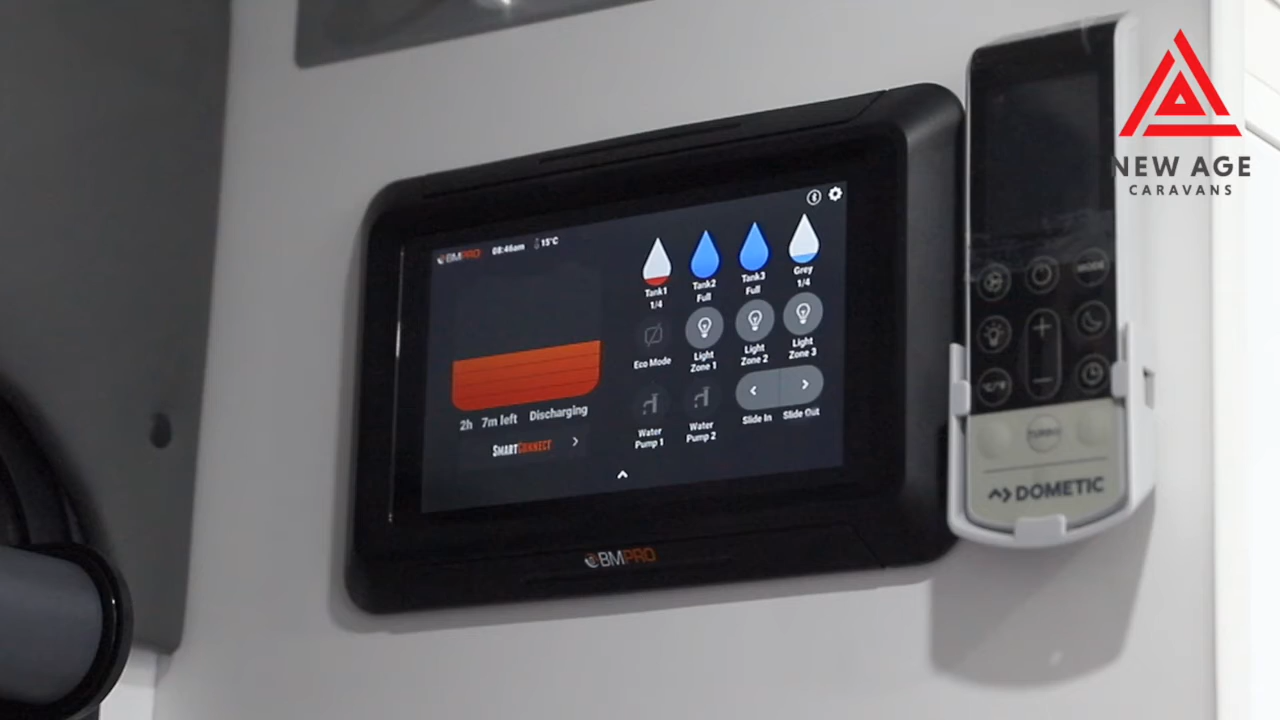 NEW AGE
CARAVANS
BMPRO
08:46am
15°C
Tank1
1/4
Tank2
Full
Tank3
Full
Grey
1/4
Eco Mode
Light
Zone 1
Light
Zone 2
Light
Zone 3
2h 7m left Discharging
SMARTCONNECT
Water
Pump 1
Water
Pump 2
Slide In
Slide Out
BMPRO
MODE
°C/°F
TURBO
DOMETIC